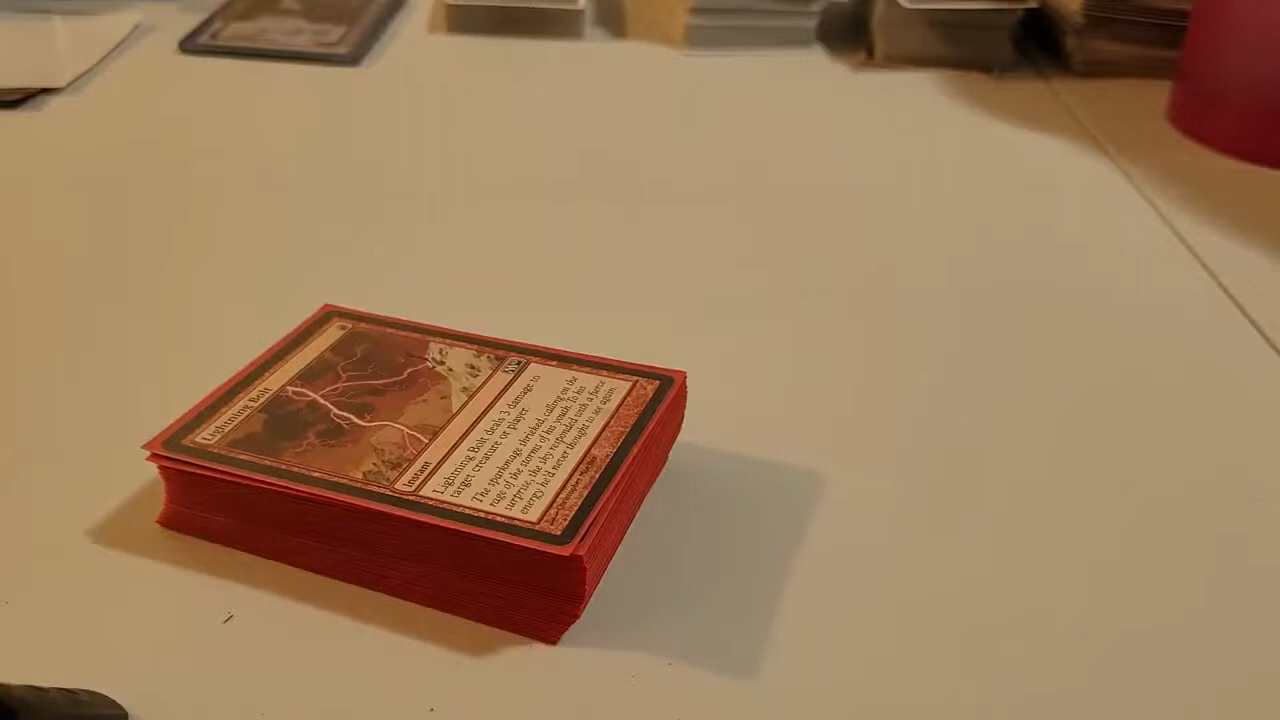 Lightning Bolt
Instant
Lightning Bolt deals 3 damage to
target creature or player.
The sparkmage shrieked, calling on the
rage of the storms of his youth. To his
surprise, the sky responded with a fierce
energy he'd never thought to see again.